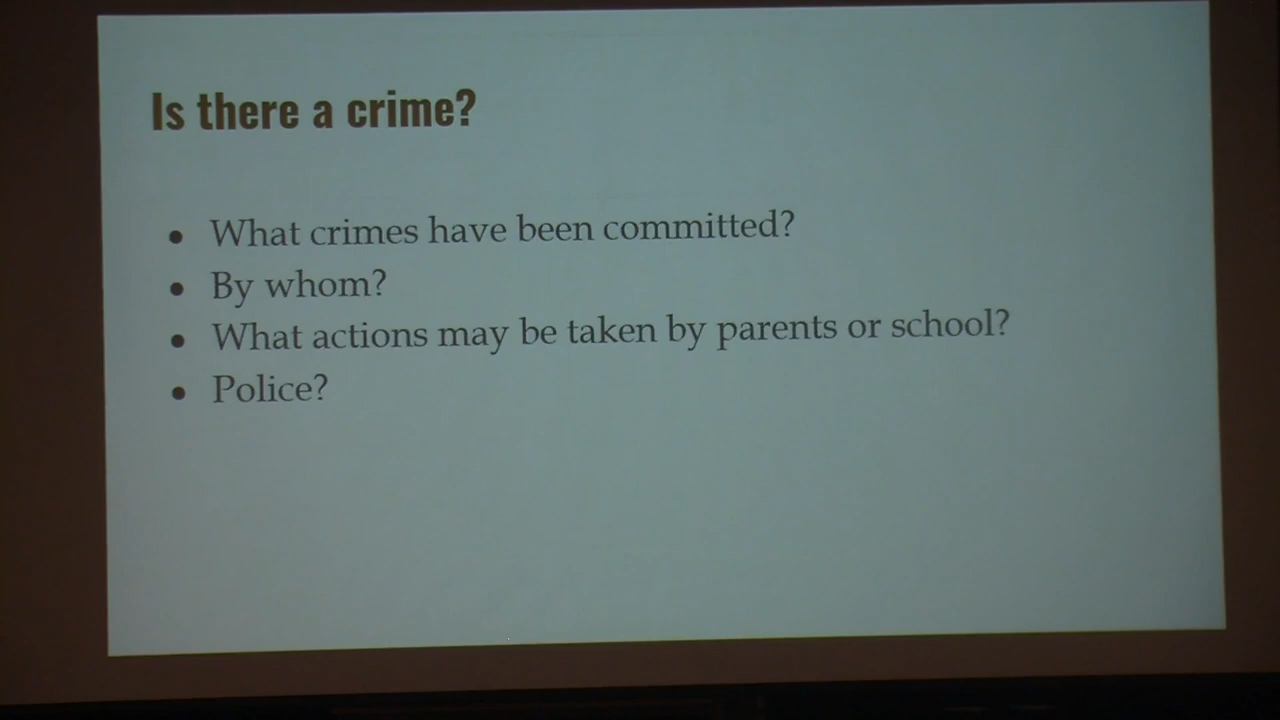 Is there a crime?
● What crimes have been committed?
● By whom?
● What actions may be taken by parents or school?
● Police?